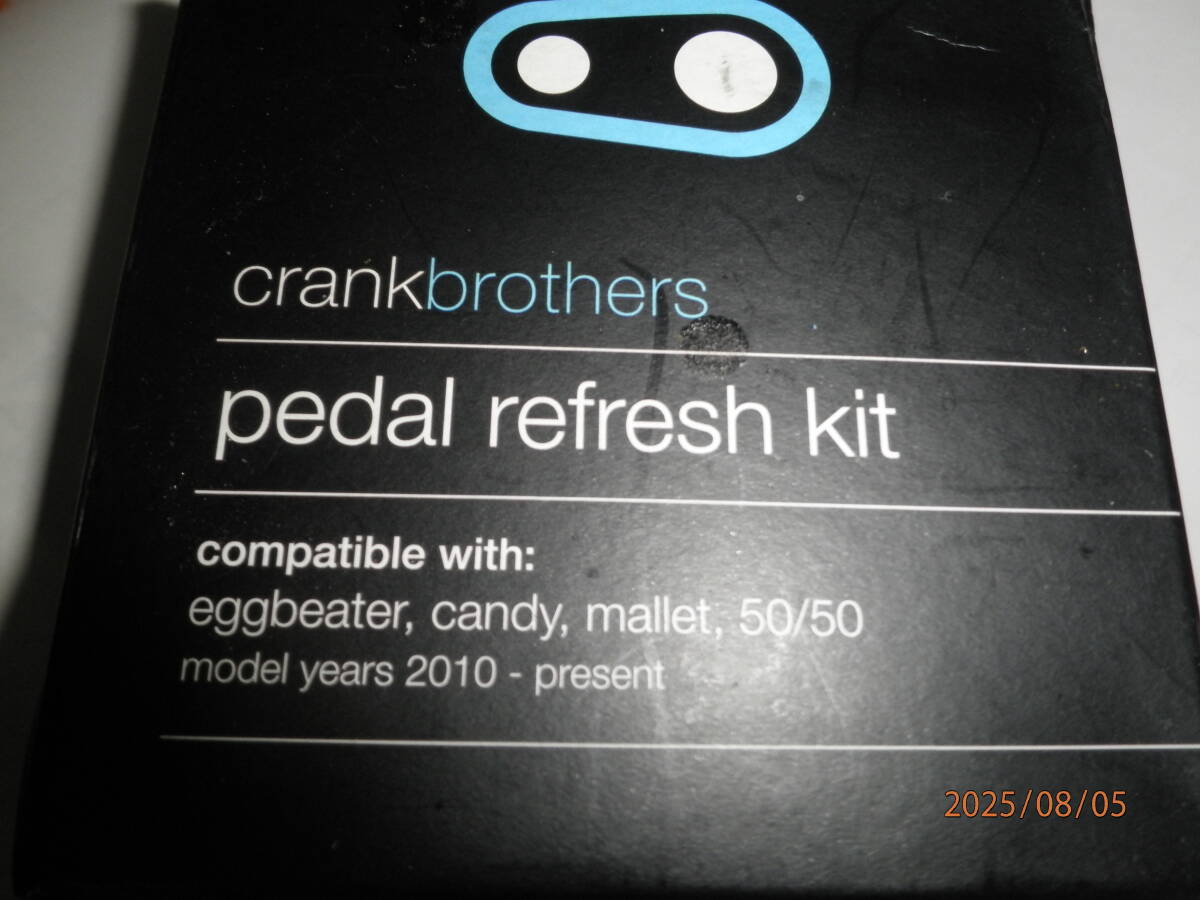 crankbrothers
pedal refresh kit
compatible with:
eggbeater, candy, mallet, 50/50
model years 2010 - present
2025/08/05